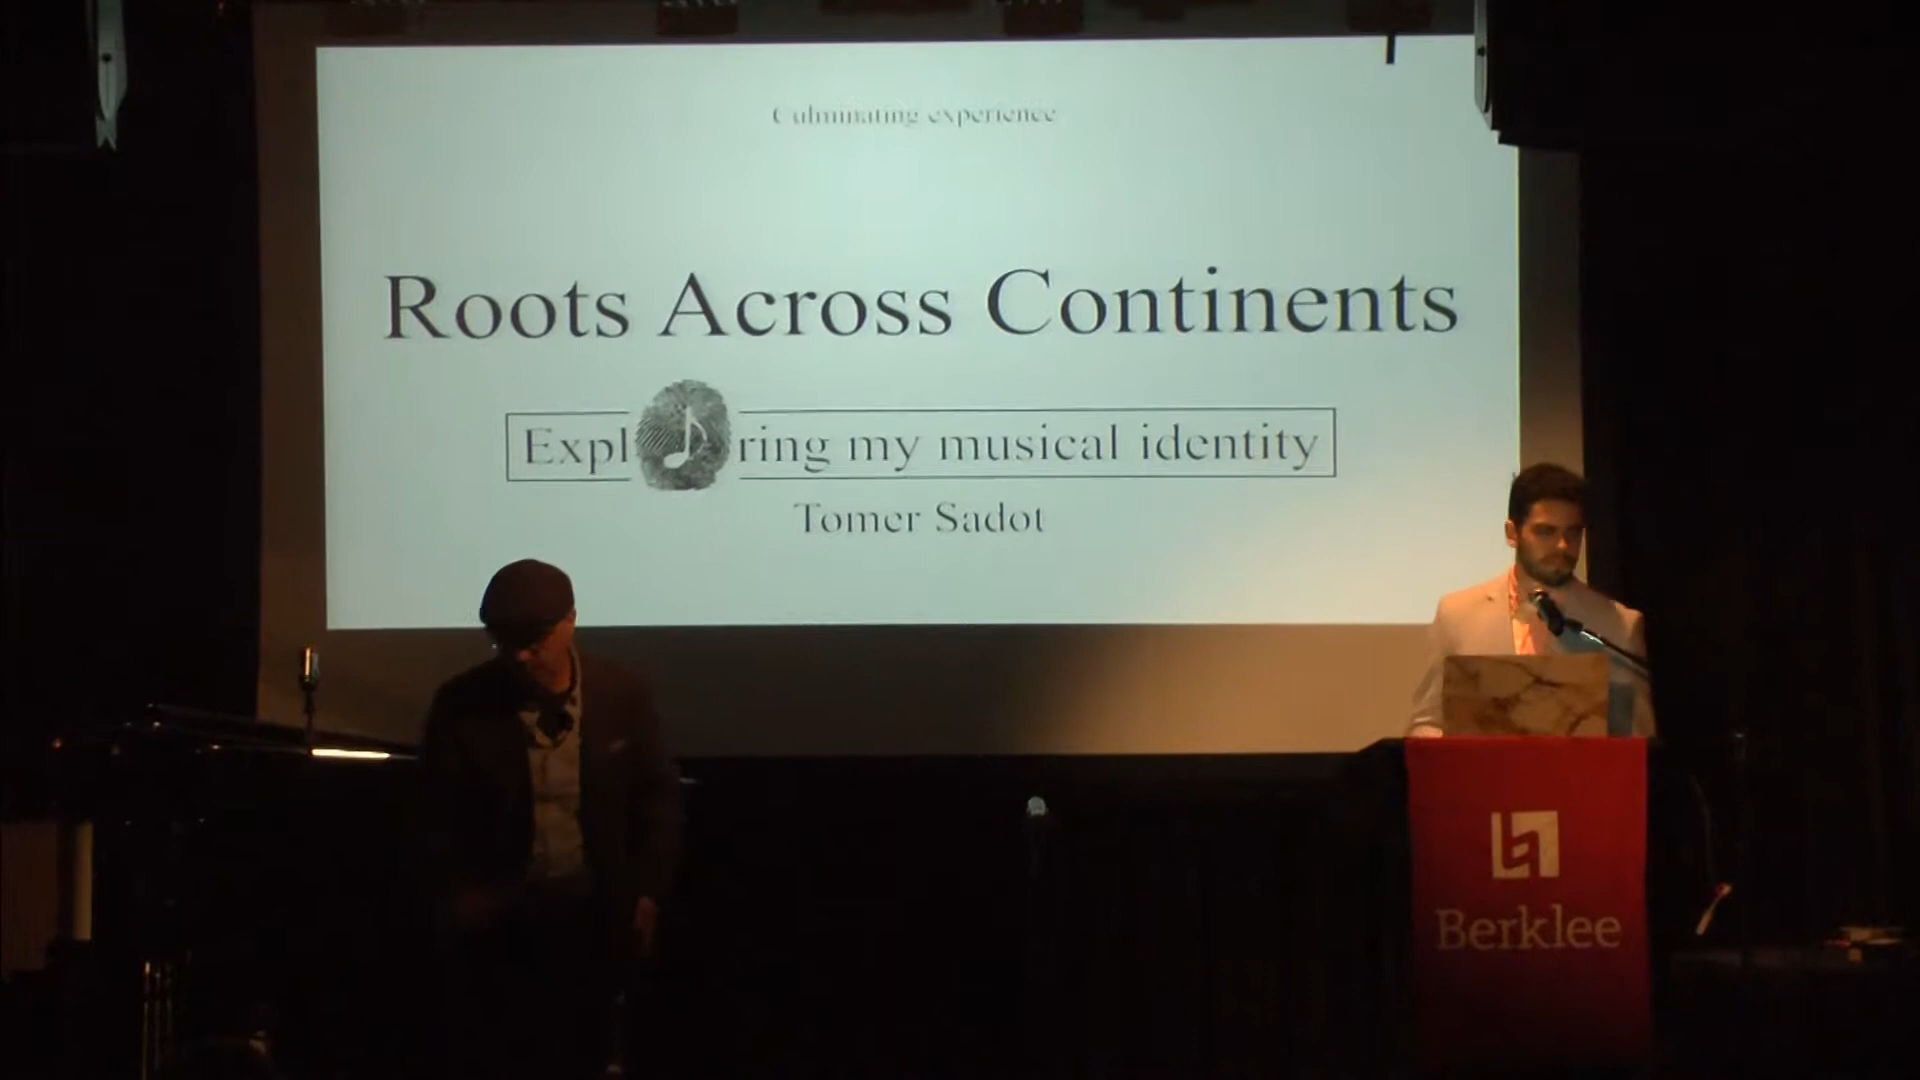 Culminating experience
Roots Across Continents
Expl ring my musical identity
Tomer Sadot
Berklee